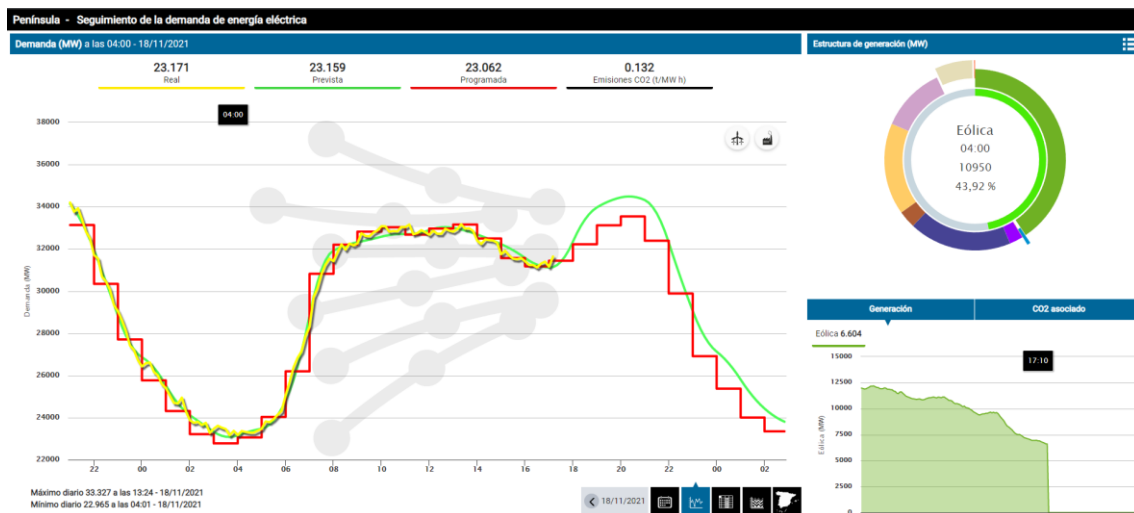 Península - Seguimiento de la demanda de energía eléctrica
Demanda (MW) a las 04:00 - 18/11/2021
23.171
Real
23.159
Prevista
23.062
Programada
0.132
Emisiones CO2 (t/MW h)
04:00
Demanda (MW)
38000
36000
34000
32000
30000
28000
26000
24000
22000
22 00 02 04 06 08 10 12 14 16 18 20 22 00 02
Máximo diario 33.327 a las 13:24 - 18/11/2021
Mínimo diario 22.965 a las 04:01 - 18/11/2021
18/11/2021
Estructura de generación (MW)
Eólica
04:00
10950
43,92 %
Generación
CO2 asociado
Eólica 6.604
17:10
Eólica (MW)
15000
12500
10000
7500
5000
2500
0